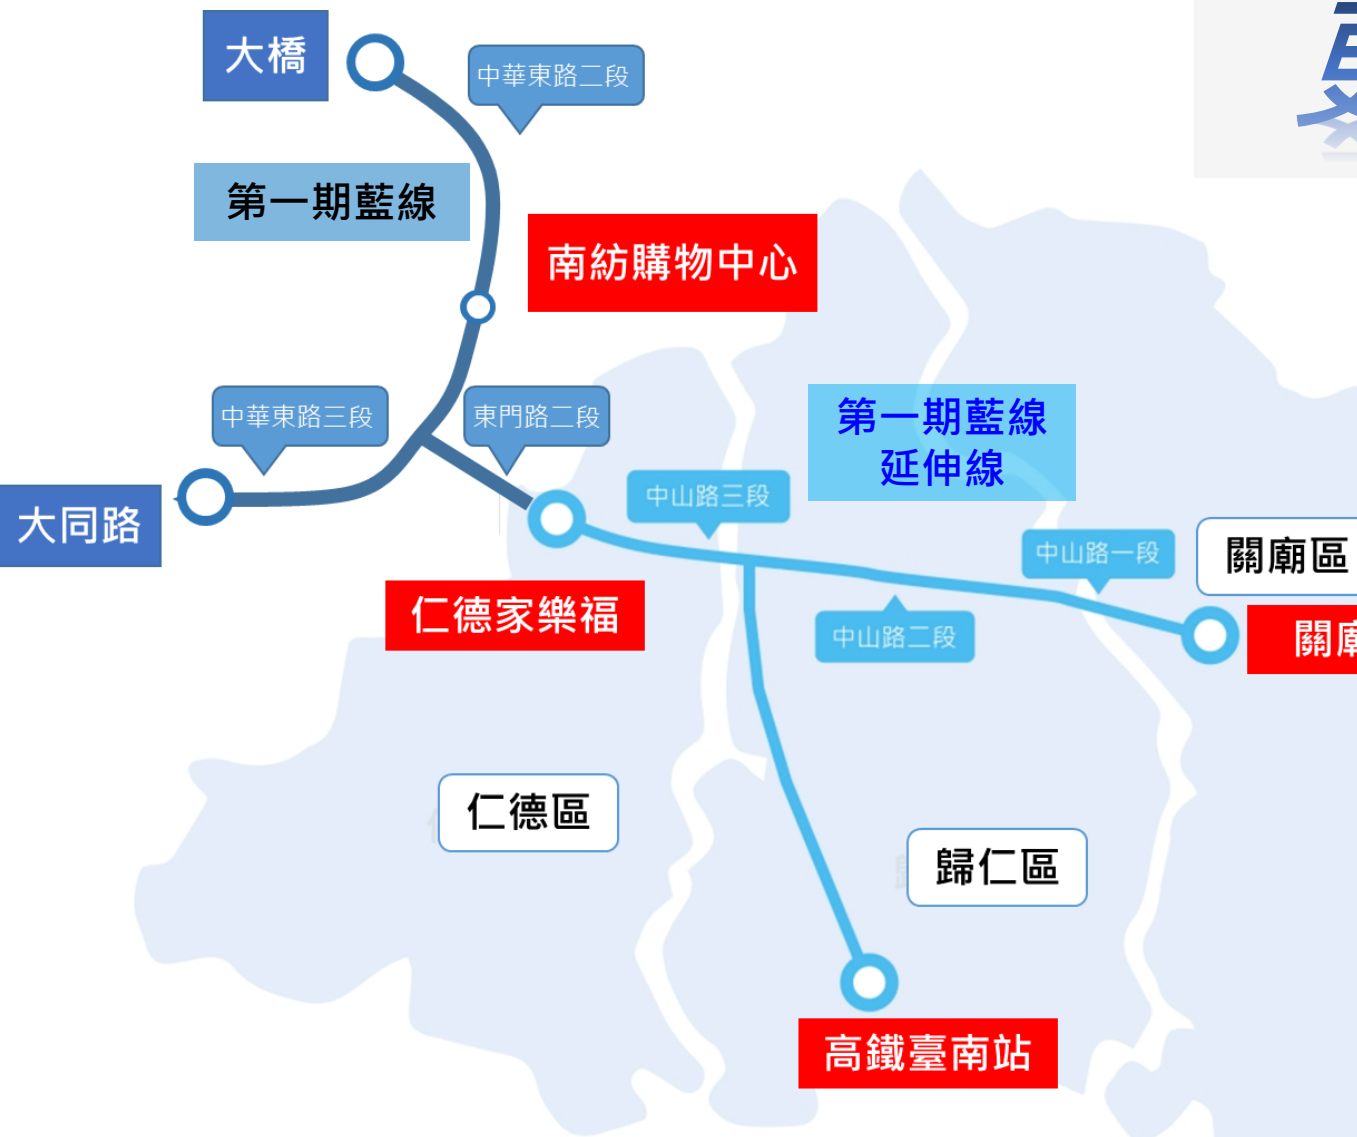 大橋
中華東路二段
第一期藍線
南紡購物中心
中華東路三段
東門路二段
第一期藍線
延伸線
中山路三段
大同路
中山路一段
關廟區
仁德家樂福
中山路二段
關廟
仁德區
歸仁區
高鐵臺南站